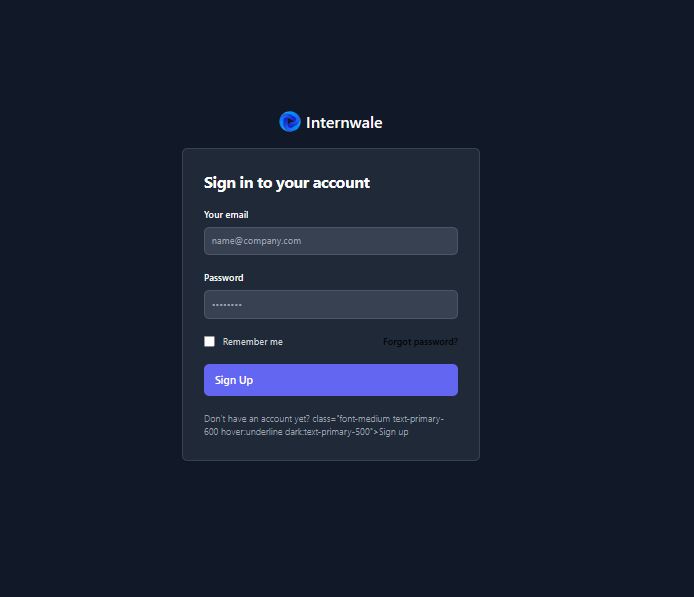 Internwale
Sign in to your account
Your email
name@company.com
Password
••••••••
Remember me
Forgot password?
Sign Up
Don't have an account yet? class="font-medium text-primary-
600 hover:underline dark:text-primary-500">Sign up